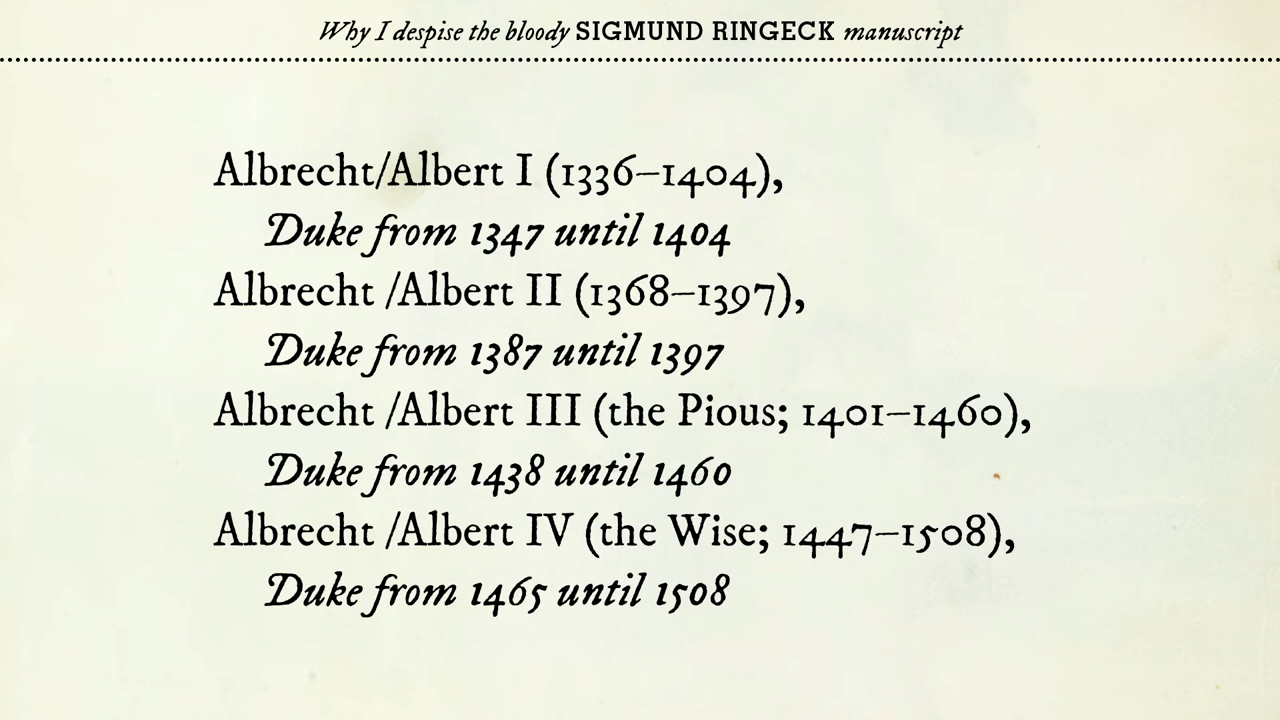 Why I despise the bloody SIGMUND RINGECK manuscript
Albrecht/Albert I (1336–1404),
Duke from 1347 until 1404
Albrecht /Albert II (1368–1397),
Duke from 1387 until 1397
Albrecht /Albert III (the Pious; 1401–1460),
Duke from 1438 until 1460
Albrecht /Albert IV (the Wise; 1447–1508),
Duke from 1465 until 1508